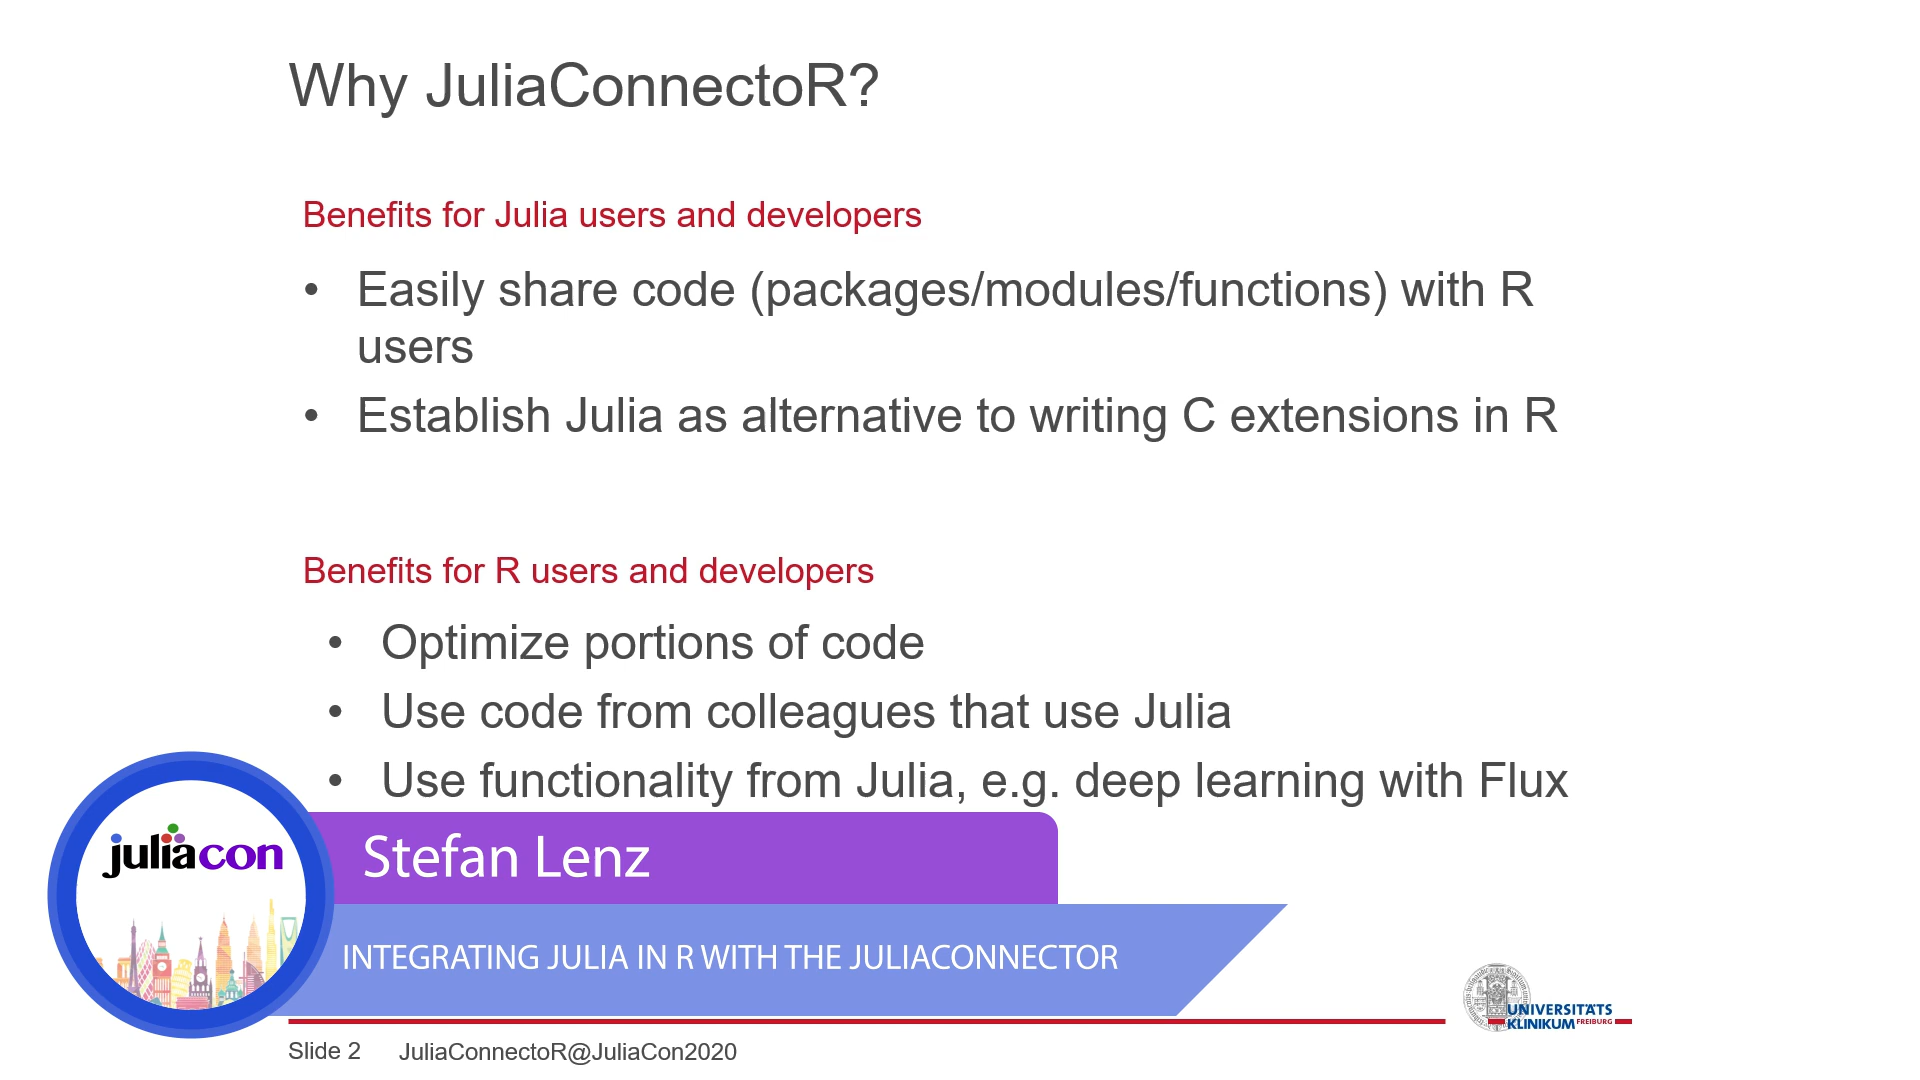 Why JuliaConnectoR?
Benefits for Julia users and developers
• Easily share code (packages/modules/functions) with R
users
• Establish Julia as alternative to writing C extensions in R
Benefits for R users and developers
• Optimize portions of code
• Use code from colleagues that use Julia
• Use functionality from Julia, e.g. deep learning with Flux
juliacon
Stefan Lenz
INTEGRATING JULIA IN R WITH THE JULIACONNECTOR
UNIVERSITÄTS
KLINIKUM FREIBURG
Slide 2 JuliaConnectoR@JuliaCon2020